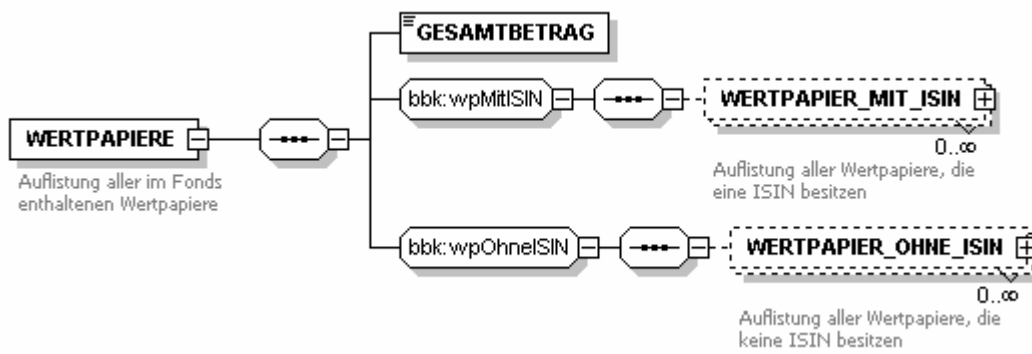 GESAMTBETRAG
bbk:wpMitISIN
WERTPAPIER_MIT_ISIN
0..∞
Auflistung aller Wertpapiere, die
eine ISIN besitzen
WERTPAPIERE
Auflistung aller im Fonds
enthaltenen Wertpapiere
bbk:wpOhneISIN
WERTPAPIER_OHNE_ISIN
0..∞
Auflistung aller Wertpapiere, die
keine ISIN besitzen